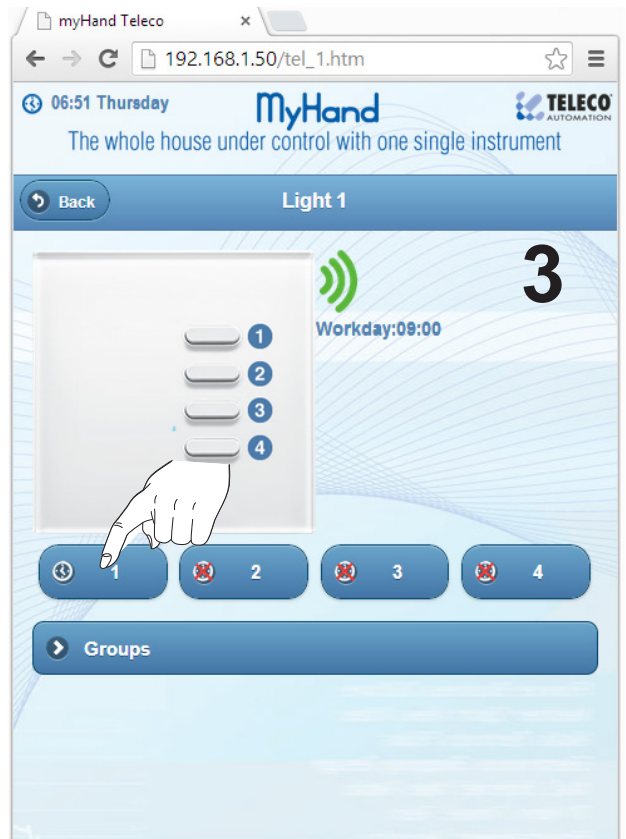 myHand Teleco
192.168.1.50/tel_1.htm
06:51 Thursday
MyHand
TELECO
AUTOMATION
The whole house under control with one single instrument
Back
Light 1
3
Workday:09:00
1
2
3
4
1 2 3 4
Groups